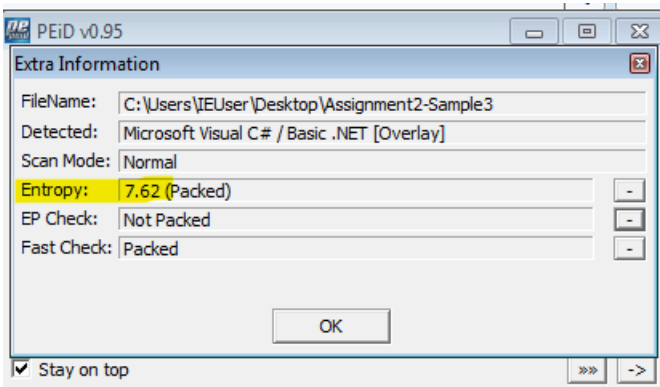 PEiD v0.95
Extra Information
FileName: C:\Users\IEUser\Desktop\Assignment2-Sample3
Detected: Microsoft Visual C# / Basic .NET [Overlay]
Scan Mode: Normal
Entropy: 7.62 (Packed) -
EP Check: Not Packed -
Fast Check: Packed -
OK
Stay on top »» ->